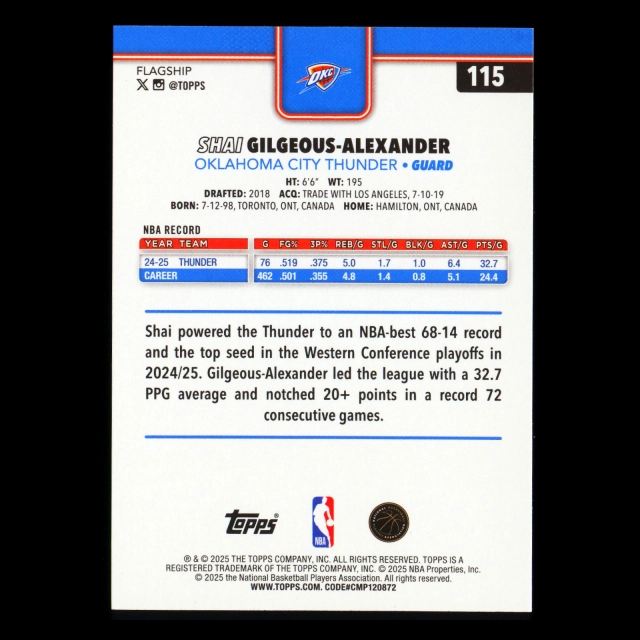 FLAGSHIP
@TOPPS
OKC
115
SHAI GILGEOUS-ALEXANDER
OKLAHOMA CITY THUNDER • GUARD
HT: 6'6" WT: 195
DRAFTED: 2018 ACQ: TRADE WITH LOS ANGELES, 7-10-19
BORN: 7-12-98, TORONTO, ONT, CANADA HOME: HAMILTON, ONT, CANADA
NBA RECORD
YEAR TEAM G FG% 3P% REB/G STL/G BLK/G AST/G PTS/G
24-25 THUNDER 76 .519 .375 5.0 1.7 1.0 6.4 32.7
CAREER 462 .501 .355 4.8 1.4 0.8 5.1 24.4
Shai powered the Thunder to an NBA-best 68-14 record
and the top seed in the Western Conference playoffs in
2024/25. Gilgeous-Alexander led the league with a 32.7
PPG average and notched 20+ points in a record 72
consecutive games.
Topps®
NBA
® & © 2025 THE TOPPS COMPANY, INC. ALL RIGHTS RESERVED. TOPPS IS A
REGISTERED TRADEMARK OF THE TOPPS COMPANY, INC. © 2025 NBA Properties, Inc.
© 2025 the National Basketball Players Association. All rights reserved.
WWW.TOPPS.COM. CODE#CMP120872